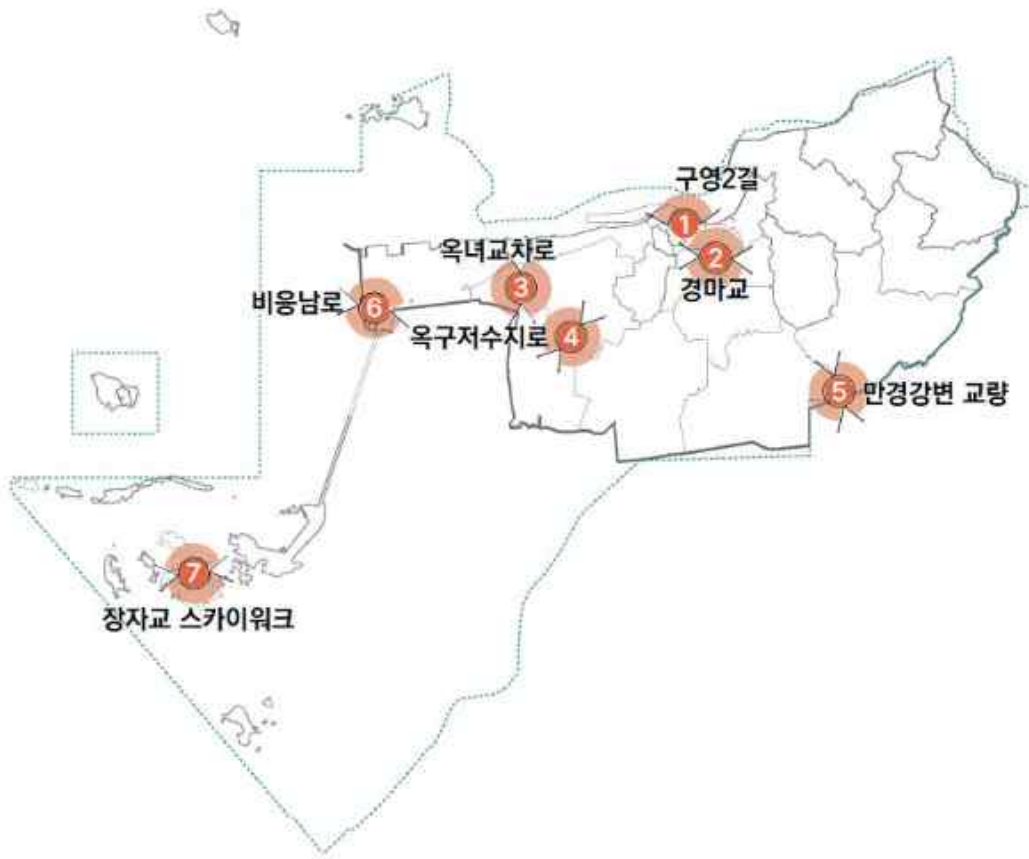 구영2길
1
2
경마교
옥녀교차로
3
비응남로
6
옥구저수지로
4
5
만경강변 교량
7
장자교 스카이워크